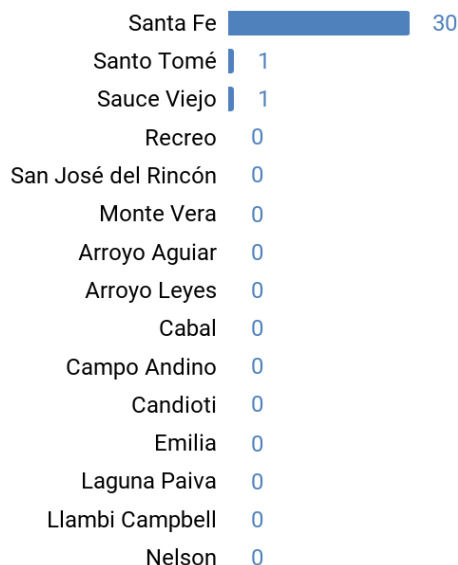 Santa Fe 30
Santo Tomé 1
Sauce Viejo 1
Recreo 0
San José del Rincón 0
Monte Vera 0
Arroyo Aguiar 0
Arroyo Leyes 0
Cabal 0
Campo Andino 0
Candioti 0
Emilia 0
Laguna Paiva 0
Llambi Campbell 0
Nelson 0